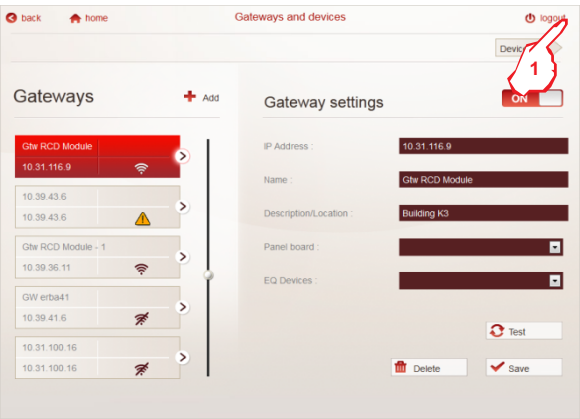 back
home
Gateways and devices
logout
Devic
1
Gateways
Add
Gateway settings
ON
Gtw RCD Module
10.31.116.9
10.39.43.6
10.39.43.6
Gtw RCD Module - 1
10.39.36.11
GW erba41
10.39.41.6
10.31.100.16
10.31.100.16
IP Address :
10.31.116.9
Name :
Gtw RCD Module
Description/Location :
Building K3
Panel board :
EQ Devices :
Test
Delete
Save